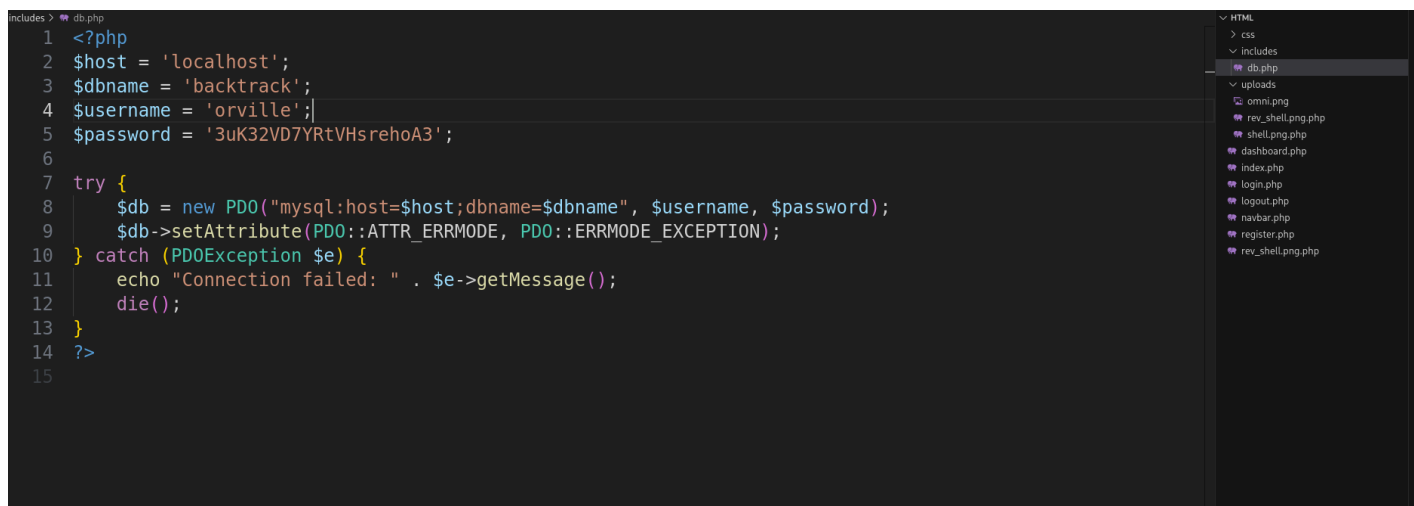 includes > db.php
1 <?php
2 $host = 'localhost';
3 $dbname = 'backtrack';
4 $username = 'orville';
5 $password = '3uK32VD7YRtVHsrehoA3';
6
7 try {
8     $db = new PDO("mysql:host=$host;dbname=$dbname", $username, $password);
9     $db->setAttribute(PDO::ATTR_ERRMODE, PDO::ERRMODE_EXCEPTION);
10 } catch (PDOException $e) {
11     echo "Connection failed: " . $e->getMessage();
12     die();
13 }
14 ?>
15
HTML
css
includes
db.php
uploads
omni.png
rev_shell.png.php
shell.png.php
dashboard.php
index.php
login.php
logout.php
navbar.php
register.php
rev_shell.png.php